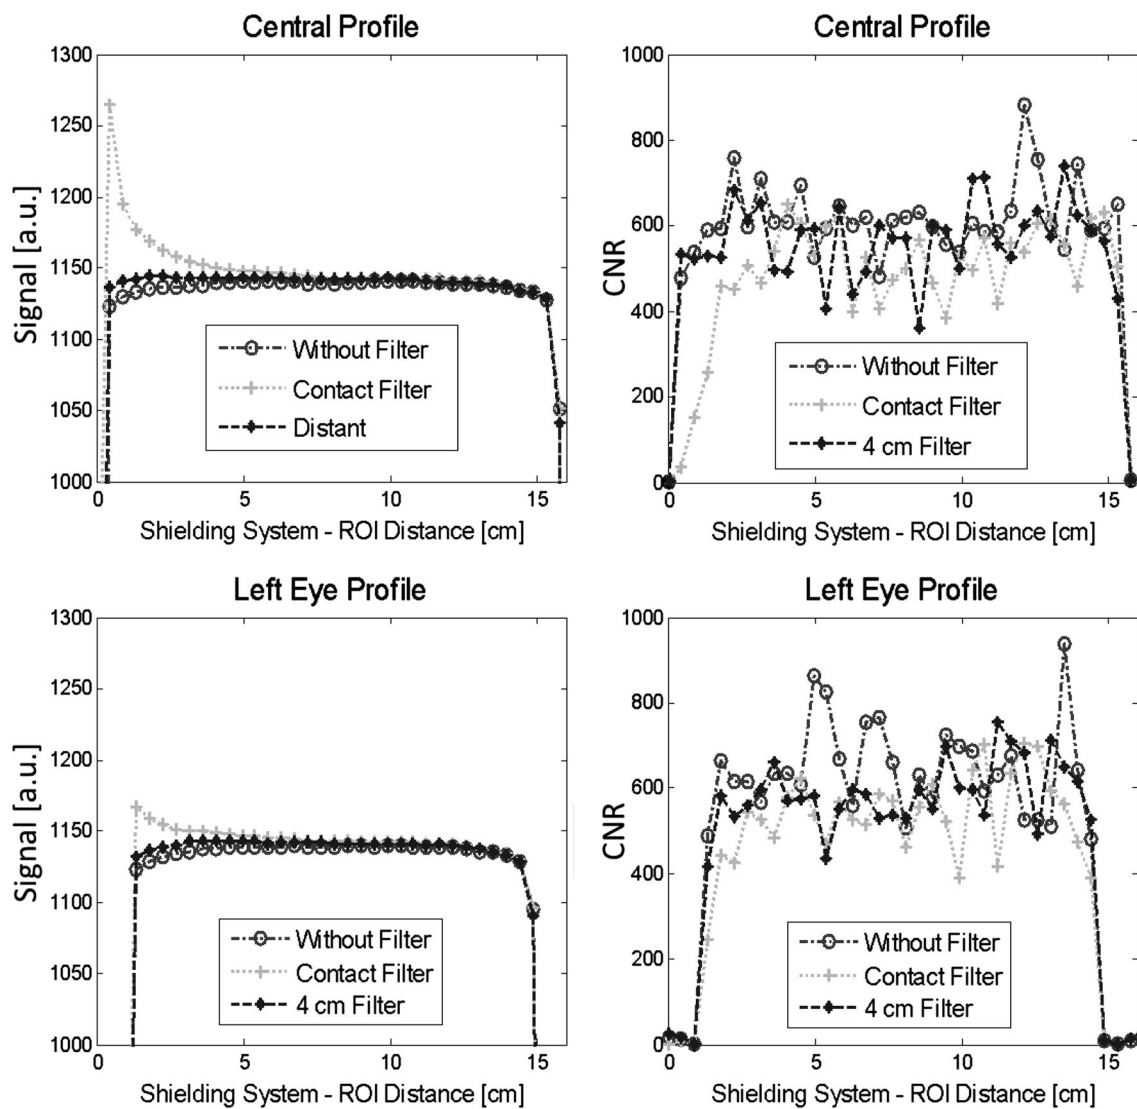 Central Profile
1300
1250
1200
1150
1100
1050
1000
Signal [a.u.]
Without Filter
Contact Filter
Distant
0
5
10
15
Shielding System - ROI Distance [cm]
Central Profile
1000
800
600
400
200
0
CNR
Without Filter
Contact Filter
4 cm Filter
0
5
10
15
Shielding System - ROI Distance [cm]
Left Eye Profile
1300
1250
1200
1150
1100
1050
1000
Signal [a.u.]
Without Filter
Contact Filter
4 cm Filter
0
5
10
15
Shielding System - ROI Distance [cm]
Left Eye Profile
1000
800
600
400
200
0
CNR
Without Filter
Contact Filter
4 cm Filter
0
5
10
15
Shielding System - ROI Distance [cm]